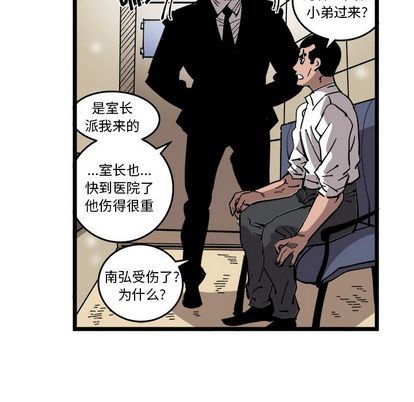 小弟过来?
是室长
派我来的
...室长也...
快到医院了
他伤得很重
南弘受伤了?
为什么?